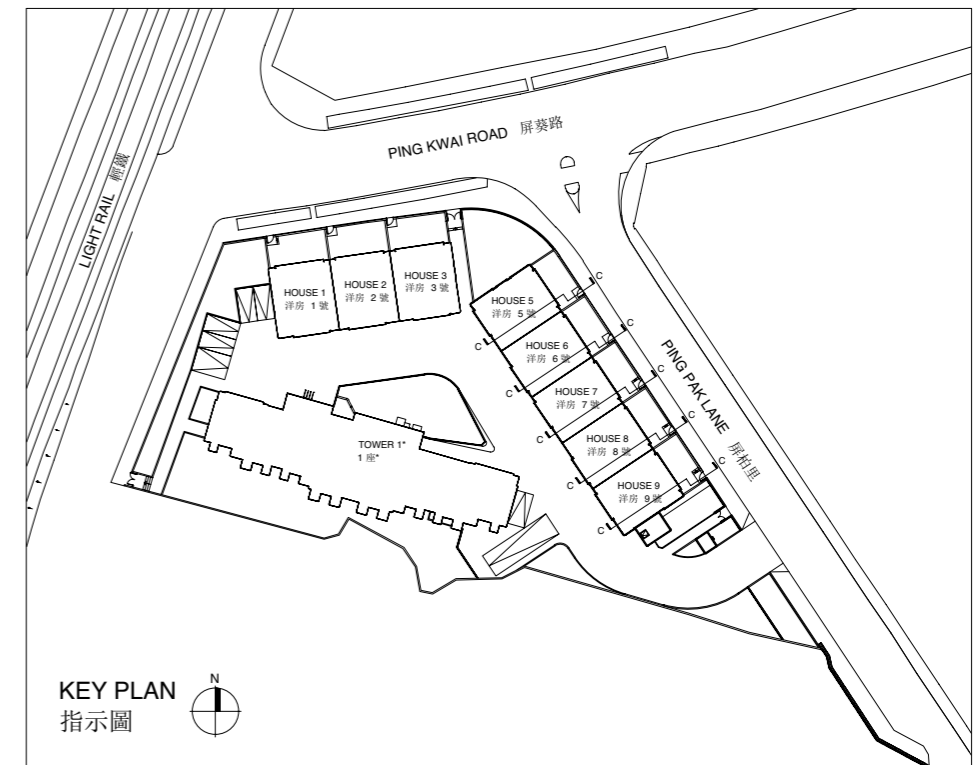 PING KWAI ROAD 屏葵路
LIGHT RAIL 輕鐵
HOUSE 1
洋房 1 號
HOUSE 2
洋房 2 號
HOUSE 3
洋房 3 號
C
HOUSE 5
洋房 5 號
C
C
HOUSE 6
洋房 6 號
C
C
HOUSE 7
洋房 7 號
C
C
HOUSE 8
洋房 8 號
C
C
HOUSE 9
洋房 9 號
C
PING PAK LANE 屏柏里
TOWER 1*
1 座*
KEY PLAN
指示圖
N